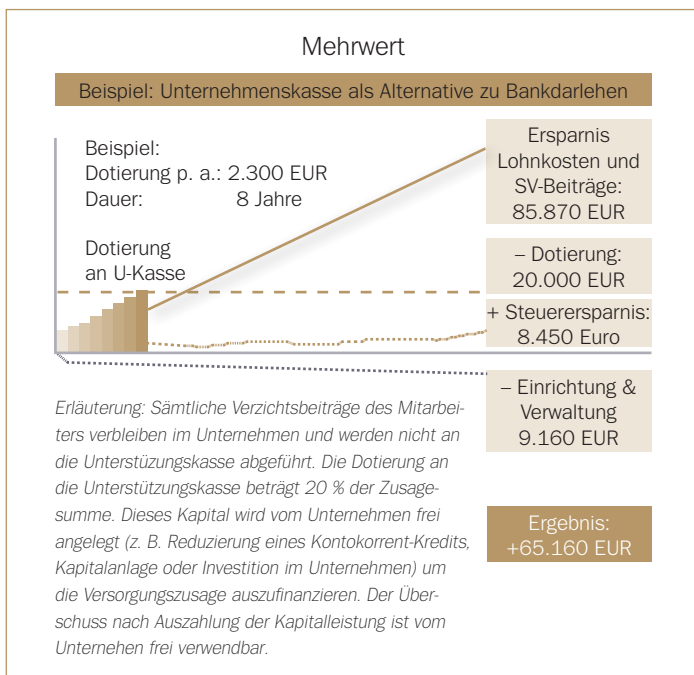 Mehrwert
Beispiel: Unternehmenskasse als Alternative zu Bankdarlehen
Beispiel:
Dotierung p. a.: 2.300 EUR
Dauer: 8 Jahre
Dotierung
an U-Kasse
Ersparnis
Lohnkosten und
SV-Beiträge:
85.870 EUR
– Dotierung:
20.000 EUR
+ Steuerersparnis:
8.450 Euro
– Einrichtung &
Verwaltung
9.160 EUR
Ergebnis:
+65.160 EUR
Erläuterung: Sämtliche Verzichtsbeiträge des Mitarbei-
ters verbleiben im Unternehmen und werden nicht an
die Unterstüzungskasse abgeführt. Die Dotierung an
die Unterstützungskasse beträgt 20 % der Zusage-
summe. Dieses Kapital wird vom Unternehmen frei
angelegt (z. B. Reduzierung eines Kontokorrent-Kredits,
Kapitalanlage oder Investition im Unternehmen) um
die Versorgungszusage auszufinanzieren. Der Über-
schuss nach Auszahlung der Kapitalleistung ist vom
Unternehen frei verwendbar.